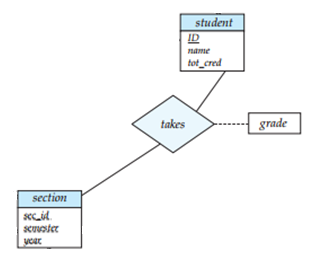 student
ID
name
tot_cred
takes
grade
section
sec_id
semester
year